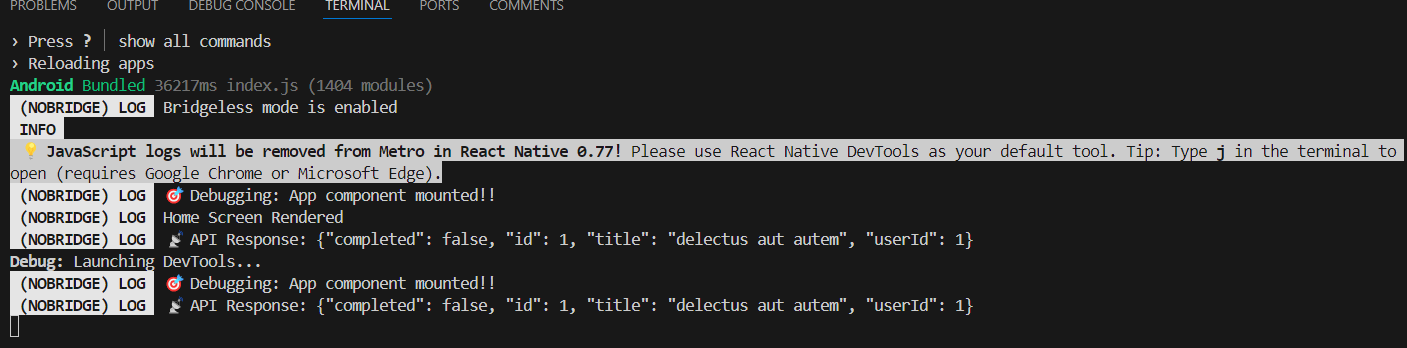 PROBLEMS OUTPUT DEBUG CONSOLE TERMINAL PORTS COMMENTS
› Press ? │ show all commands
› Reloading apps
Android Bundled 36217ms index.js (1404 modules)
(NOBRIDGE) LOG Bridgeless mode is enabled
INFO
💡 JavaScript logs will be removed from Metro in React Native 0.77! Please use React Native DevTools as your default tool. Tip: Type j in the terminal to
open (requires Google Chrome or Microsoft Edge).
(NOBRIDGE) LOG 🎯 Debugging: App component mounted!!
(NOBRIDGE) LOG Home Screen Rendered
(NOBRIDGE) LOG 📡 API Response: {"completed": false, "id": 1, "title": "delectus aut autem", "userId": 1}
Debug: Launching DevTools...
(NOBRIDGE) LOG 🎯 Debugging: App component mounted!!
(NOBRIDGE) LOG 📡 API Response: {"completed": false, "id": 1, "title": "delectus aut autem", "userId": 1}